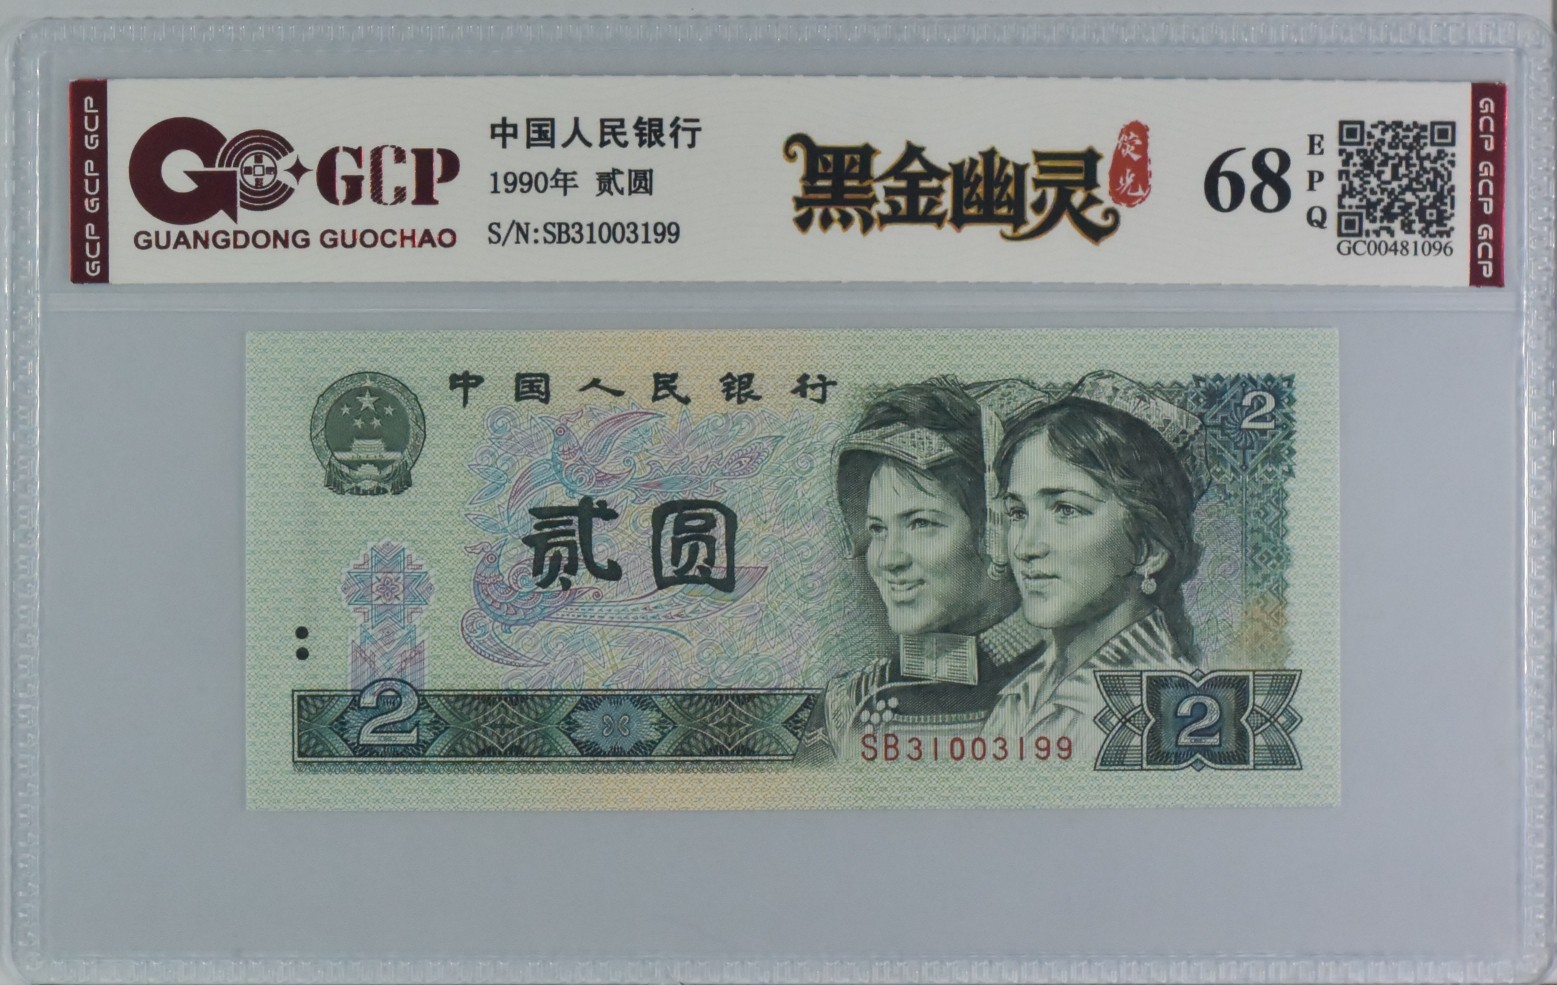 GCP GCP GCP
GCP
GUANGDONG GUOCHAO
中国人民银行
1990年 贰圆
S/N:SB31003199
黑金幽灵
荧光
68
EPQ
GC00481096
GCP GCP GCP
中国人民银行
2
贰圆
2
SB31003199
2